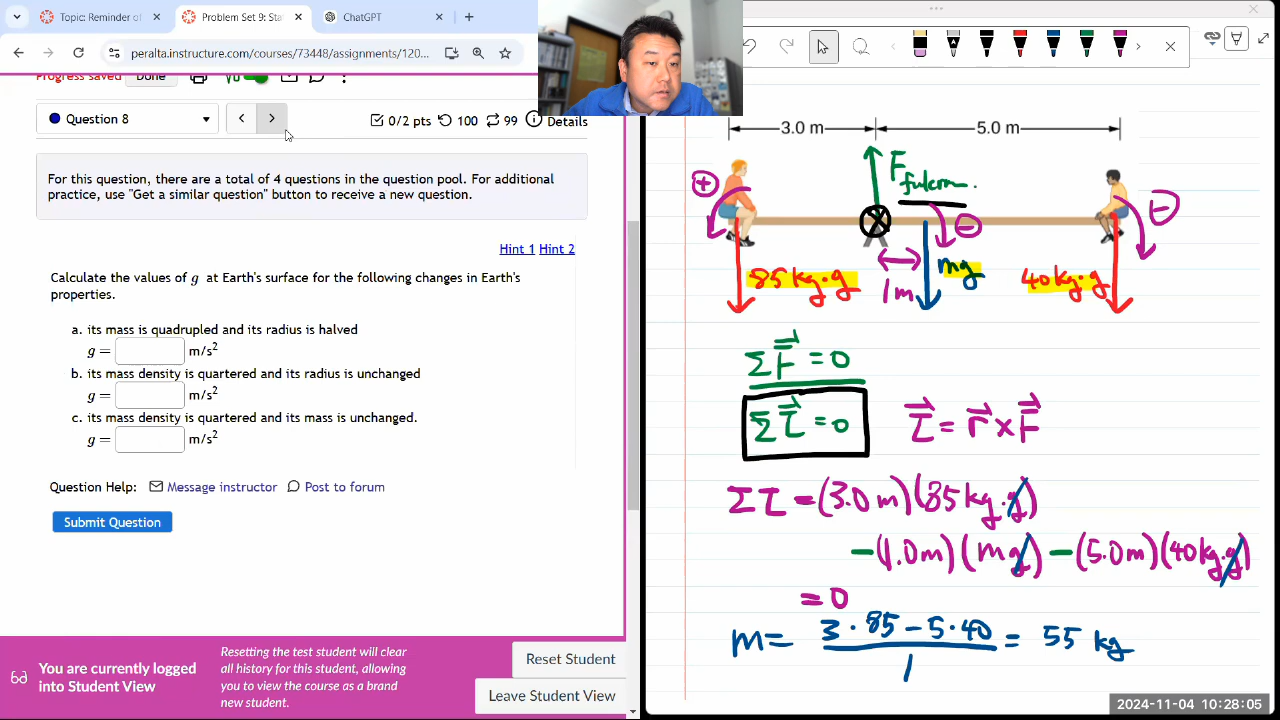 Topic: Reminder of
Problem Set 9: Sta
ChatGPT
peralta.instructure.com/courses/73448/assignments/120
Progress saved
Done
Question 8
0/2 pts
100
99
Details
For this question, there are a total of 4 questions in the question pool. For additional
practice, use "Get a similar question" button to receive a new question.
Hint 1 Hint 2
Calculate the values of g at Earth's surface for the following changes in Earth's
properties.
a. its mass is quadrupled and its radius is halved
g = m/s²
b. its mass density is quartered and its radius is unchanged
g = m/s²
c. its mass density is quartered and its mass is unchanged.
g = m/s²
Question Help: Message instructor Post to forum
Submit Question
You are currently logged
into Student View
Resetting the test student will clear
all history for this student, allowing
you to view the course as a brand
new student.
Reset Student
Leave Student View
3.0 m 5.0 m
F fulcrum.
+
−
−
85 kg·g
1m
mg
40 kg·g
ΣF⃗ = 0
Στ⃗ = 0
τ⃗ = r⃗ × F⃗
Στ = (3.0 m)(85 kg·g)
− (1.0 m)(mg) − (5.0 m)(40 kg·g)
= 0
m = (3·85 − 5·40)/1 = 55 kg
2024-11-04 10:28:05